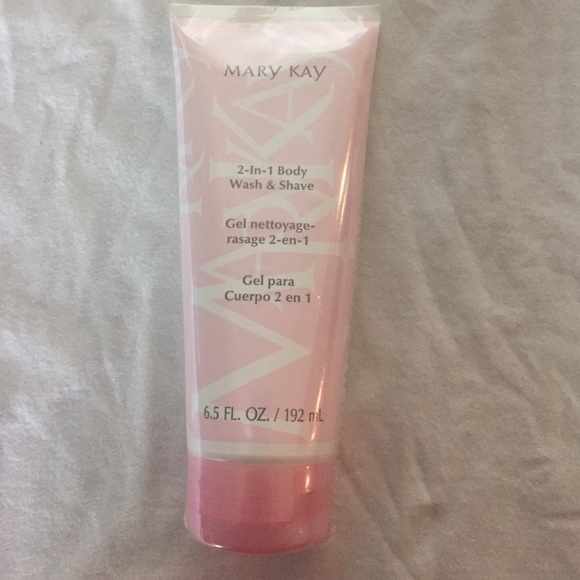 MARY KAY
2-In-1 Body
Wash & Shave
Gel nettoyage-
rasage 2-en-1
Gel para
Cuerpo 2 en 1
6.5 FL. OZ. / 192 mL